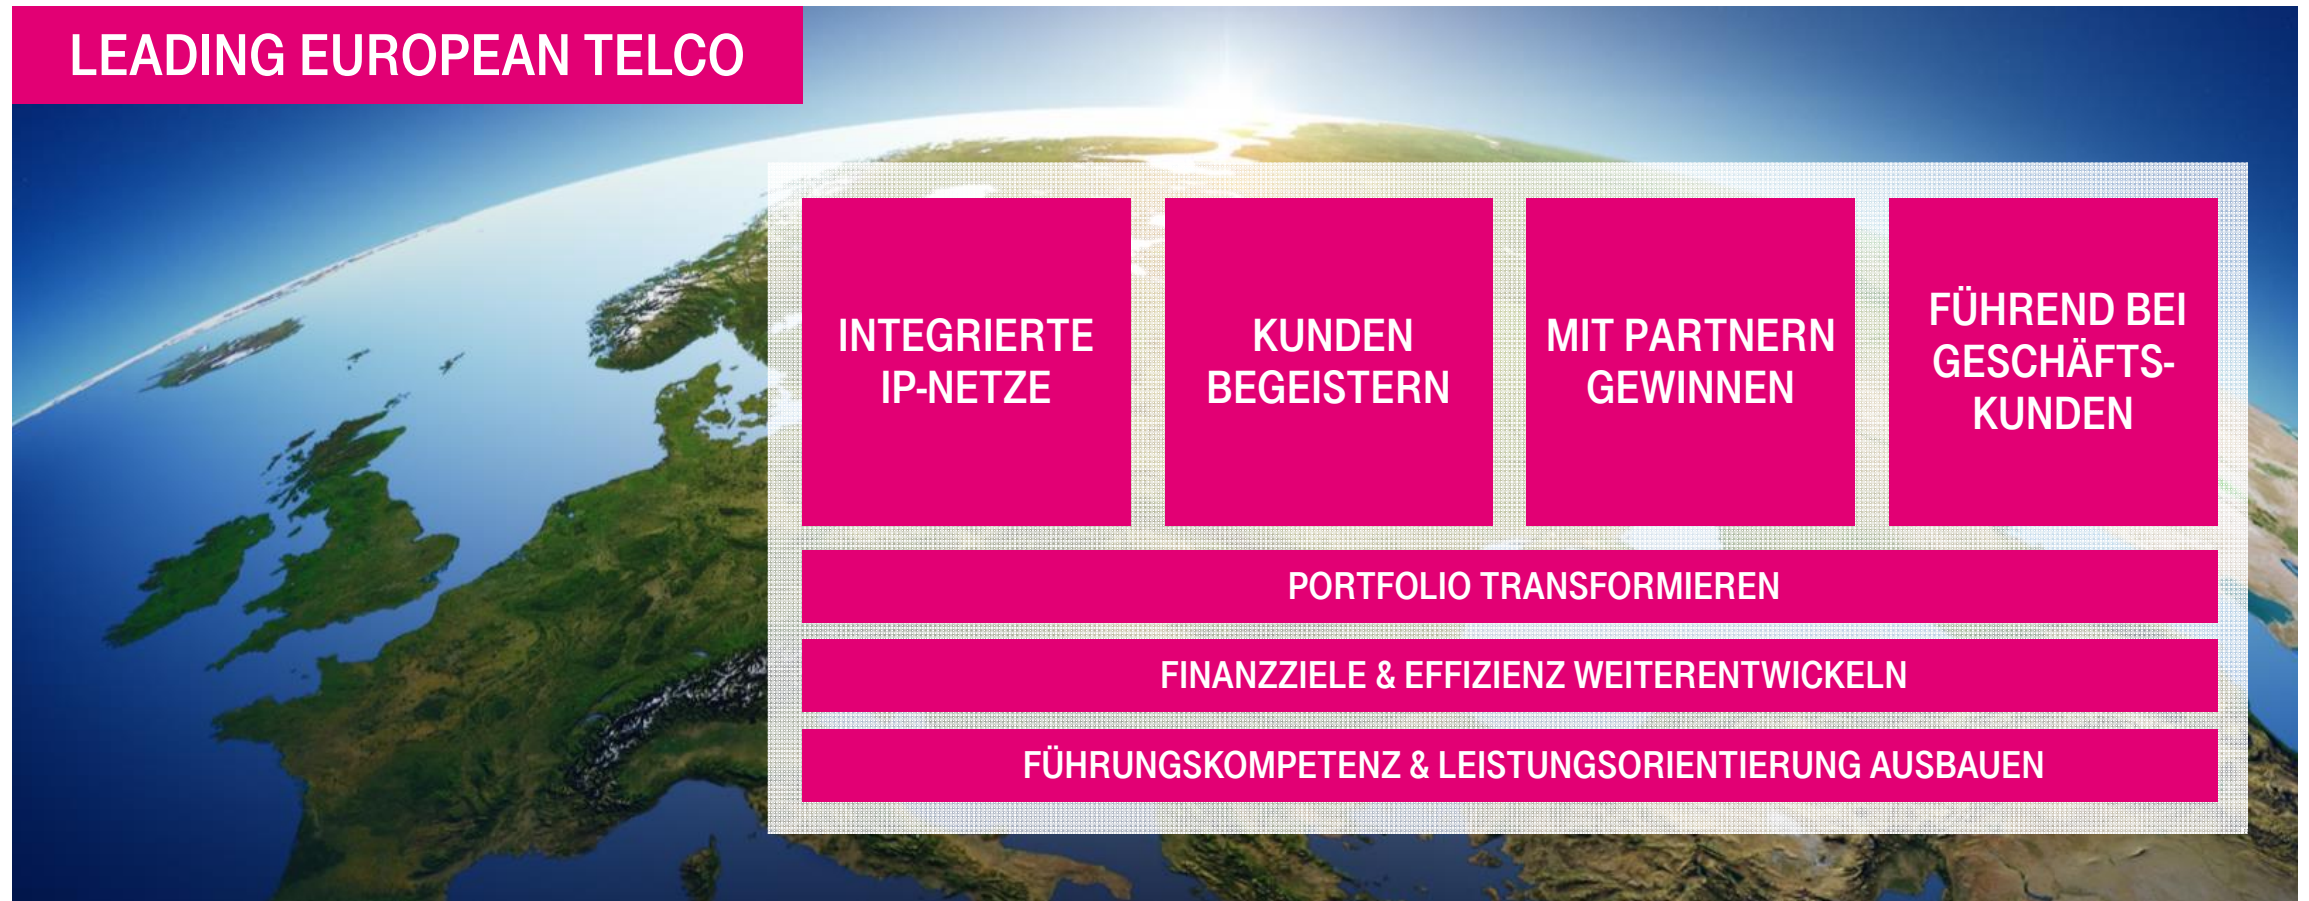 LEADING EUROPEAN TELCO
INTEGRIERTE
IP-NETZE
KUNDEN
BEGEISTERN
MIT PARTNERN
GEWINNEN
FÜHREND BEI
GESCHÄFTS-
KUNDEN
PORTFOLIO TRANSFORMIEREN
FINANZZIELE & EFFIZIENZ WEITERENTWICKELN
FÜHRUNGSKOMPETENZ & LEISTUNGSORIENTIERUNG AUSBAUEN